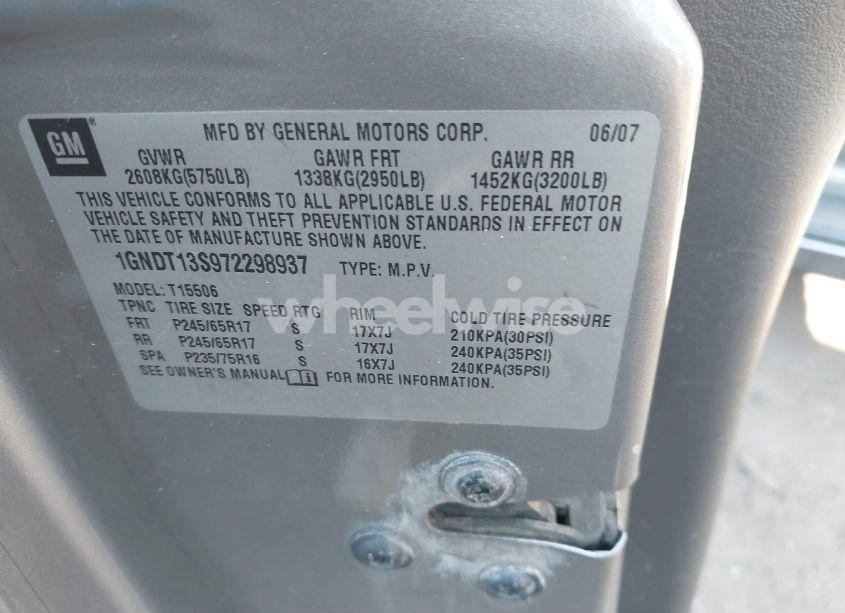 GM®
MFD BY GENERAL MOTORS CORP. 06/07
GVWR GAWR FRT GAWR RR
2608KG(5750LB) 1338KG(2950LB) 1452KG(3200LB)
THIS VEHICLE CONFORMS TO ALL APPLICABLE U.S. FEDERAL MOTOR
VEHICLE SAFETY AND THEFT PREVENTION STANDARDS IN EFFECT ON
THE DATE OF MANUFACTURE SHOWN ABOVE.
1GNDT13S972298937 TYPE: M.P.V.
MODEL: T15506
TPNC TIRE SIZE SPEED RTG RIM COLD TIRE PRESSURE
FRT P245/65R17 S 17X7J 210KPA(30PSI)
RR P245/65R17 S 17X7J 240KPA(35PSI)
SPA P235/75R16 S 16X7J 240KPA(35PSI)
SEE OWNER'S MANUAL FOR MORE INFORMATION.
wheelwise